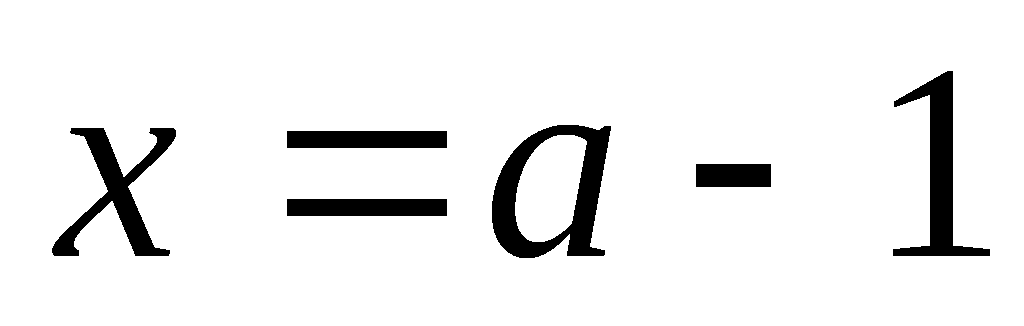 x = a - 1